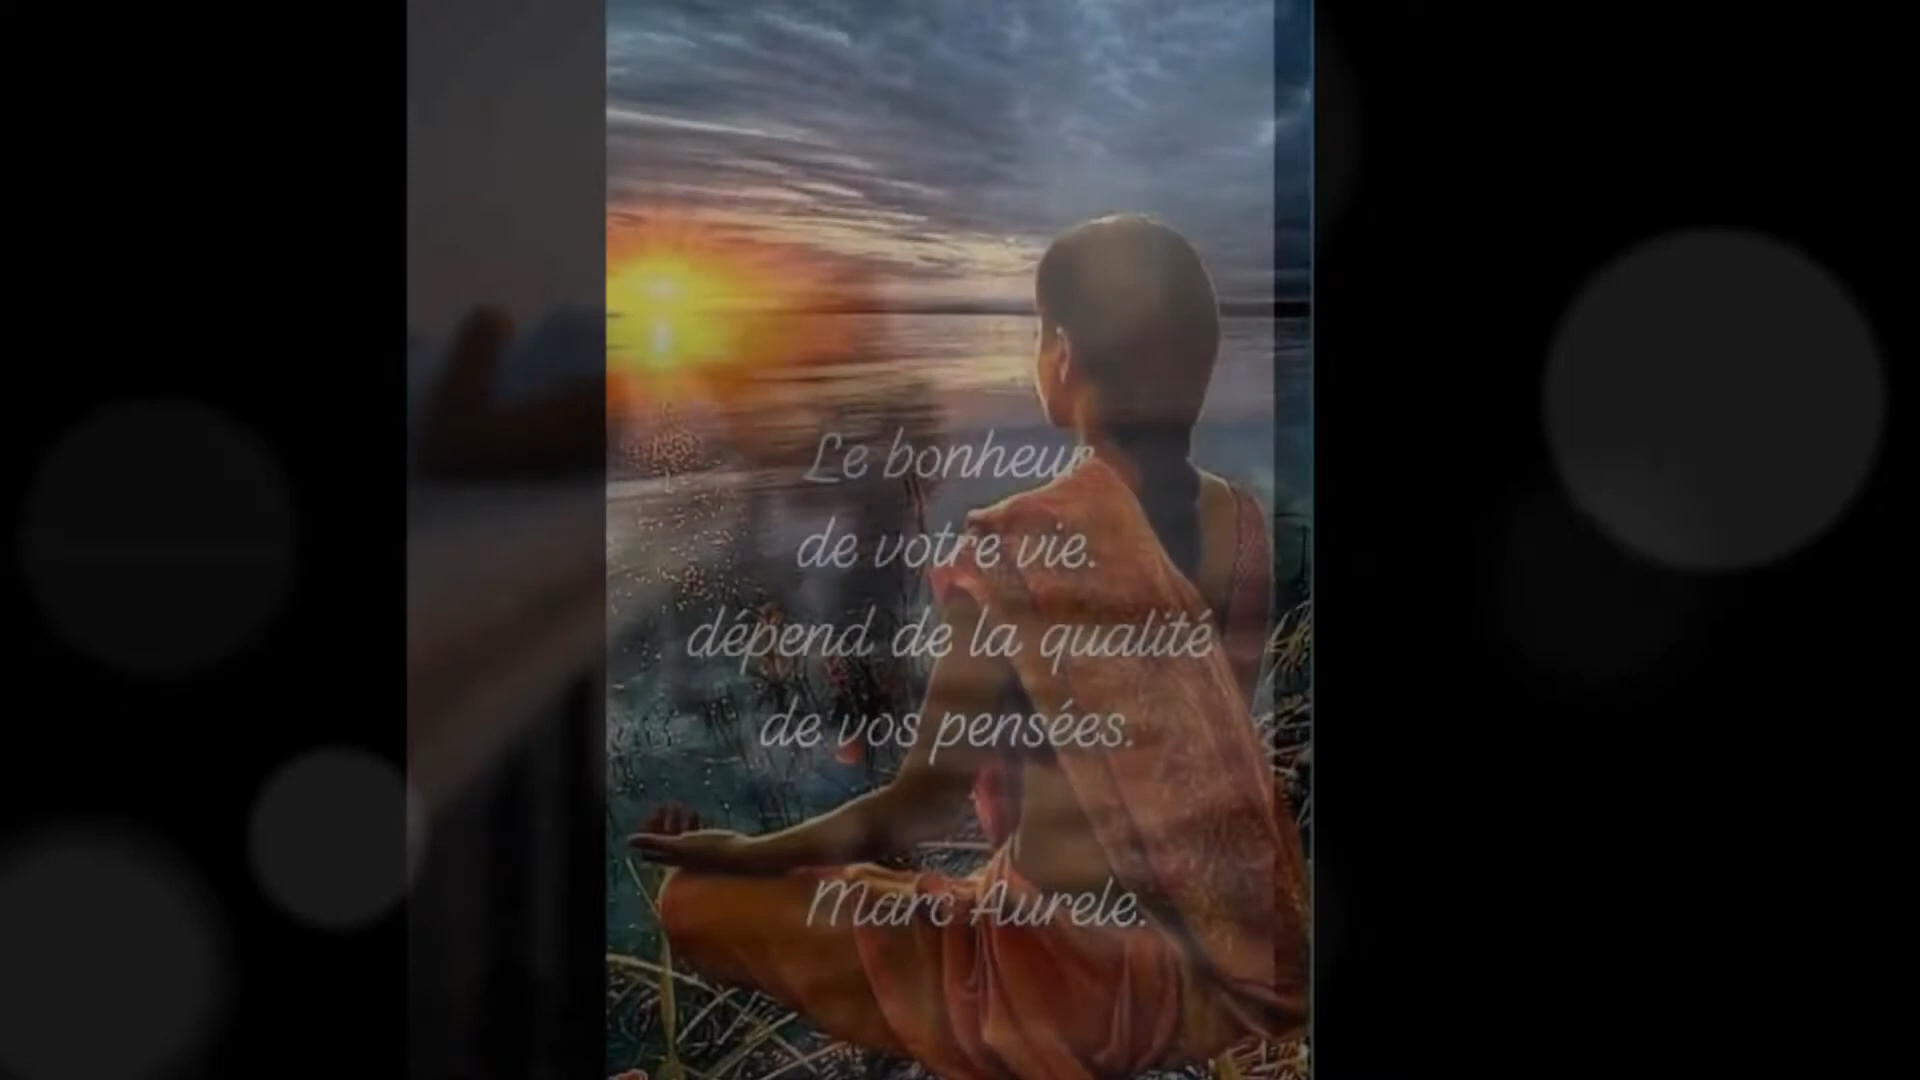 Le bonheur
de votre vie.
dépend de la qualité
de vos pensées.
Marc Aurele.